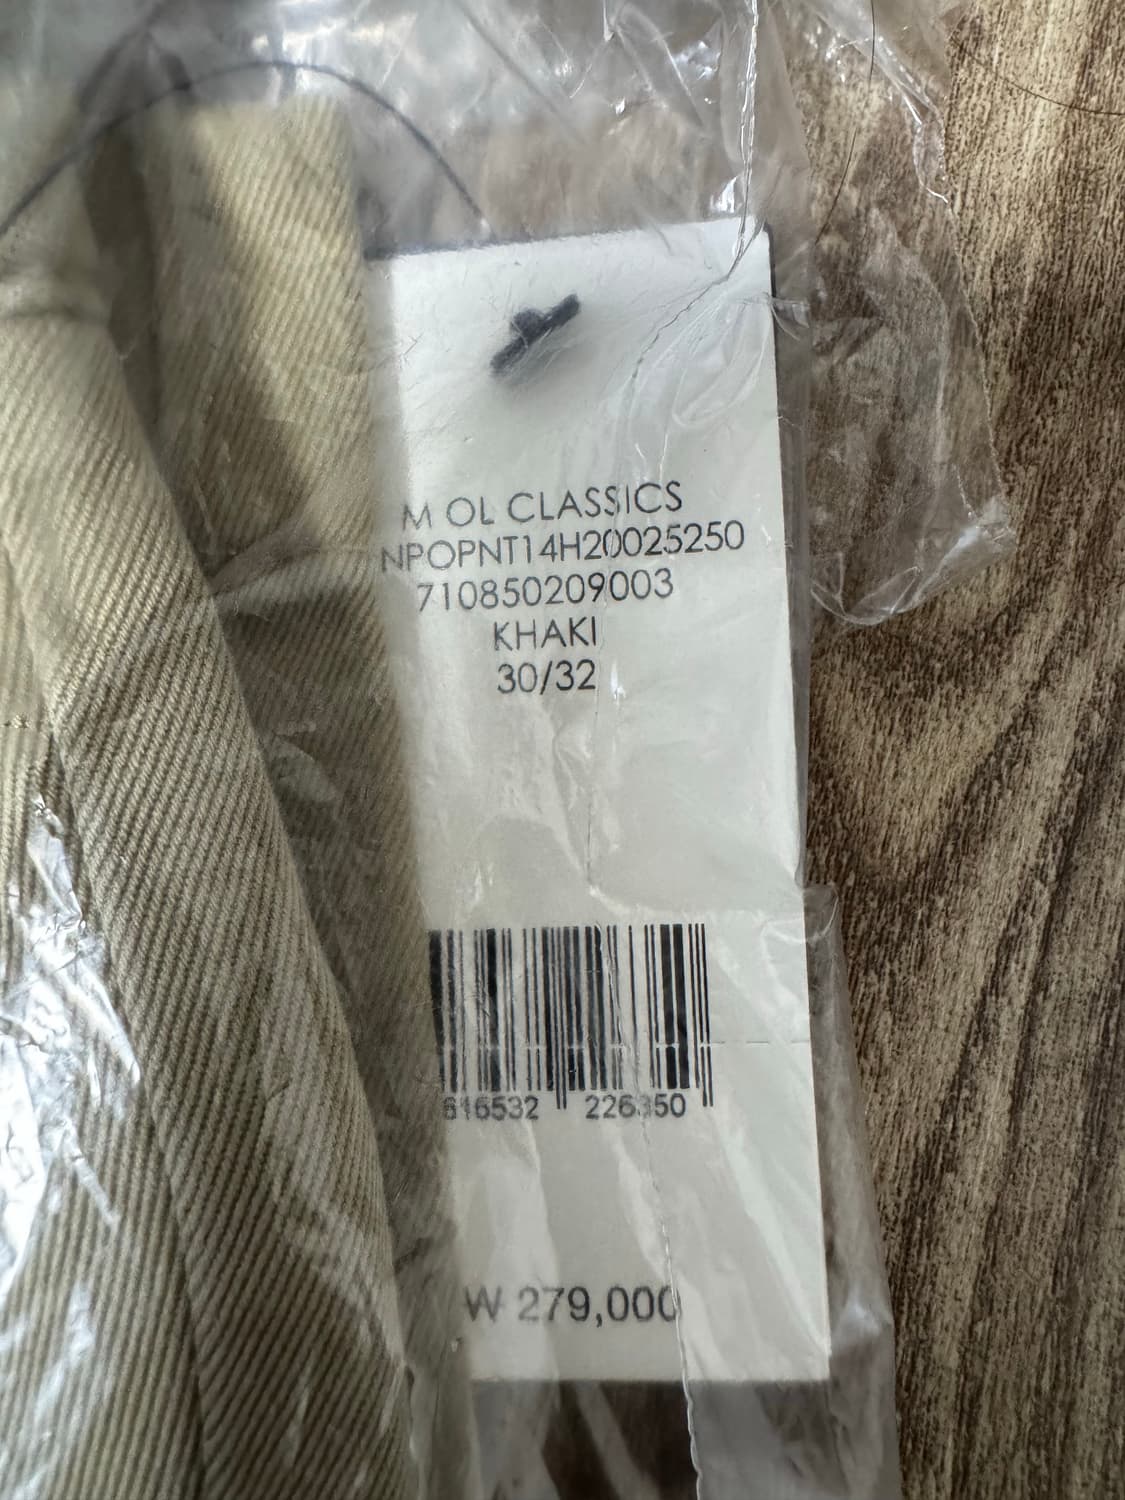 M OL CLASSICS
NPOPNT14H20025250
710850209003
KHAKI
30/32
616532 226350
₩ 279,000